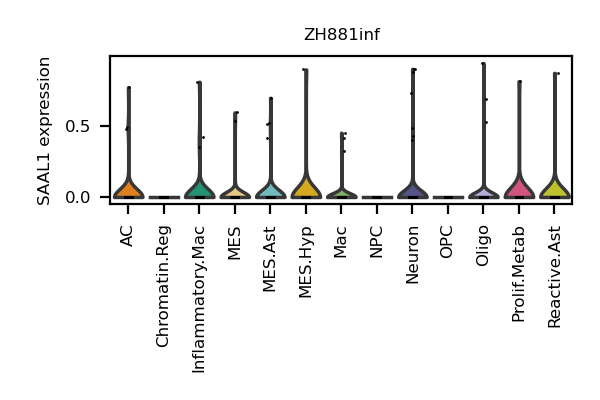 ZH881inf
SAAL1 expression
0.5
0.0
AC
Chromatin.Reg
Inflammatory.Mac
MES
MES.Ast
MES.Hyp
Mac
NPC
Neuron
OPC
Oligo
Prolif.Metab
Reactive.Ast